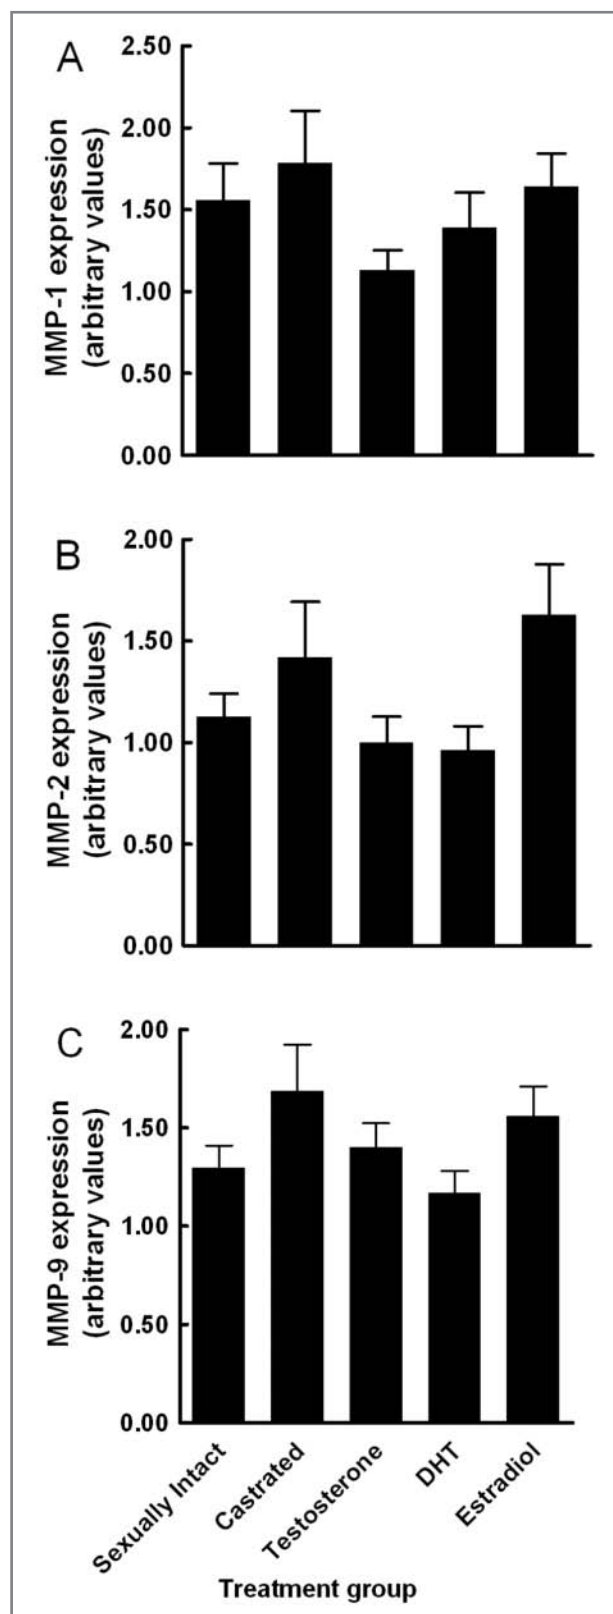 A
MMP-1 expression
(arbitrary values)
2.50
2.00
1.50
1.00
0.50
0.00
B
MMP-2 expression
(arbitrary values)
2.00
1.50
1.00
0.50
0.00
C
MMP-9 expression
(arbitrary values)
2.00
1.50
1.00
0.50
0.00
Sexually Intact
Castrated
Testosterone
DHT
Estradiol
Treatment group